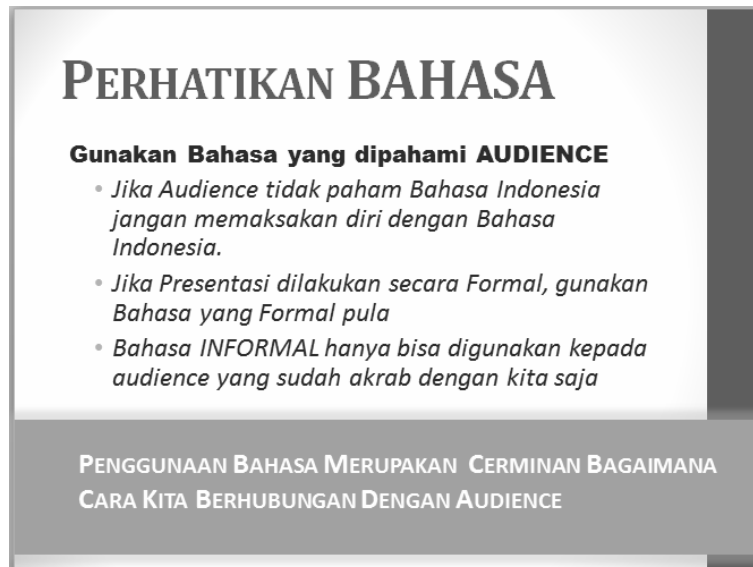 PERHATIKAN BAHASA
Gunakan Bahasa yang dipahami AUDIENCE
• Jika Audience tidak paham Bahasa Indonesia
jangan memaksakan diri dengan Bahasa
Indonesia.
• Jika Presentasi dilakukan secara Formal, gunakan
Bahasa yang Formal pula
• Bahasa INFORMAL hanya bisa digunakan kepada
audience yang sudah akrab dengan kita saja
PENGGUNAAN BAHASA MERUPAKAN CERMINAN BAGAIMANA
CARA KITA BERHUBUNGAN DENGAN AUDIENCE